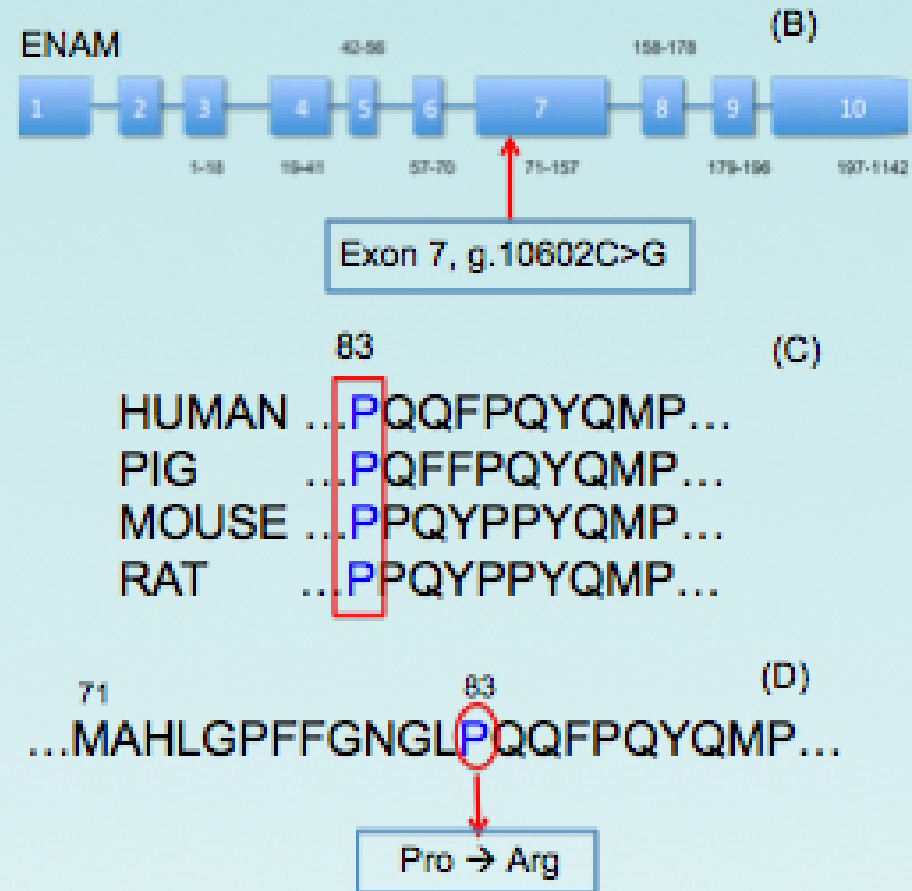 (B)
ENAM
42-56 158-178
1 2 3 4 5 6 7 8 9 10
1-18 19-41 57-70 71-157 179-196 197-1142
Exon 7, g.10602C>G
83
(C)
HUMAN ...PQQFPQYQMP...
PIG ...PQFFPQYQMP...
MOUSE ...PPQYPPYQMP...
RAT ...PPQYPPYQMP...
(D)
71 83
...MAHLGPFFGNGLPQQFPQYQMP...
Pro → Arg